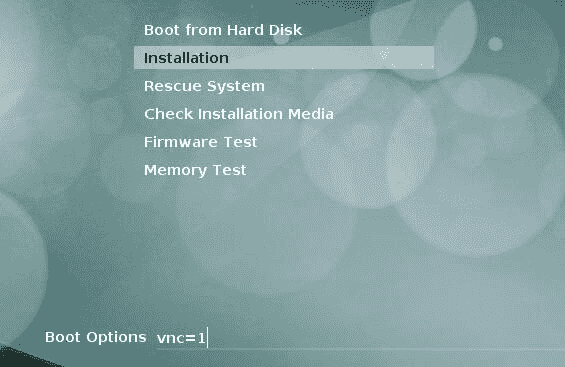 Boot from Hard Disk
Installation
Rescue System
Check Installation Media
Firmware Test
Memory Test
Boot Options vnc=1